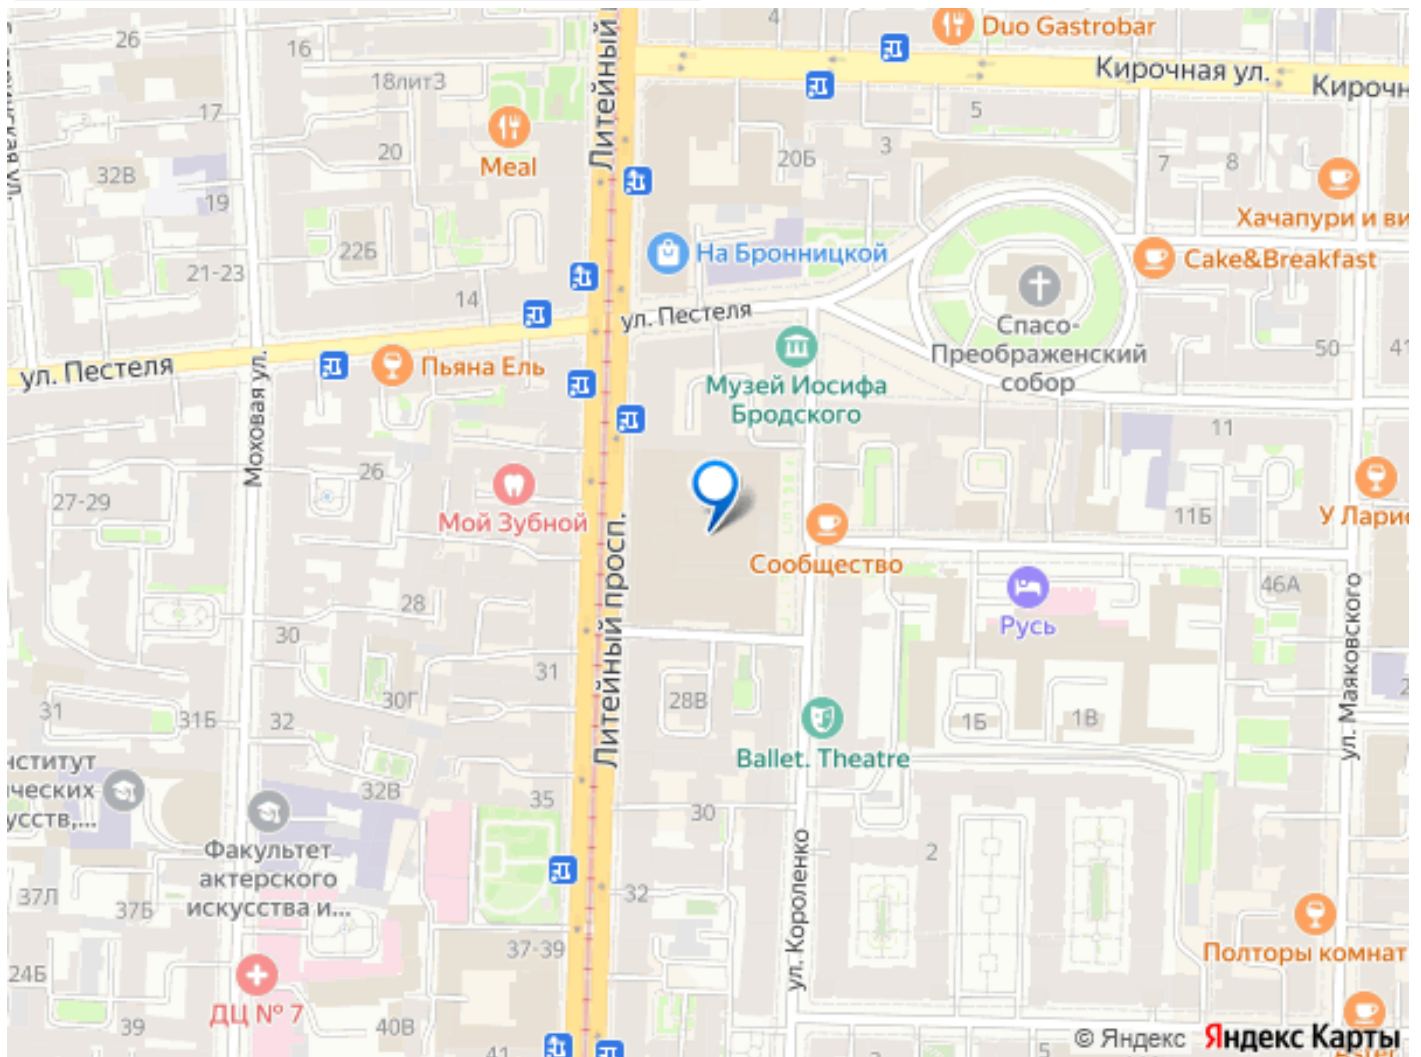 26
16
4
Duo Gastrobar
Кирочная ул.
18литЗ
17
5
Литейный
20
Meal
3
20Б
7
8
32В
19
Хачапури и ви
22Б
На Бронницкой
Cake&Breakfast
21-23
14
ул. Пестеля
Спасо-
Преображенский
собор
50
41
ул. Пестеля
Пьяна Ель
Музей Иосифа
Бродского
Моховая ул.
11
26
27-29
Мой Зубной
11Б
У Ларис
Литейный просп.
Сообщество
28
46А
Русь
30
31
28В
30Г
31
31Б
32
1Б
1В
ул. Маяковского
Ballet. Theatre
нститут
ических
усств,...
32В
35
30
Факультет
актерского
искусства и...
2
37Л
37Б
32
ул. Короленко
37-39
Полторы комнат
24Б
ДЦ № 7
39
40В
41
© Яндекс Яндекс Карты